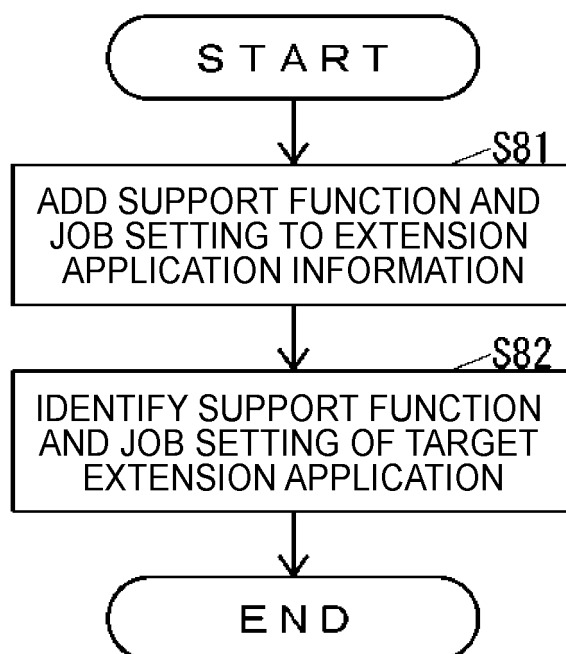 START
S81
ADD SUPPORT FUNCTION AND
JOB SETTING TO EXTENSION
APPLICATION INFORMATION
S82
IDENTIFY SUPPORT FUNCTION
AND JOB SETTING OF TARGET
EXTENSION APPLICATION
END